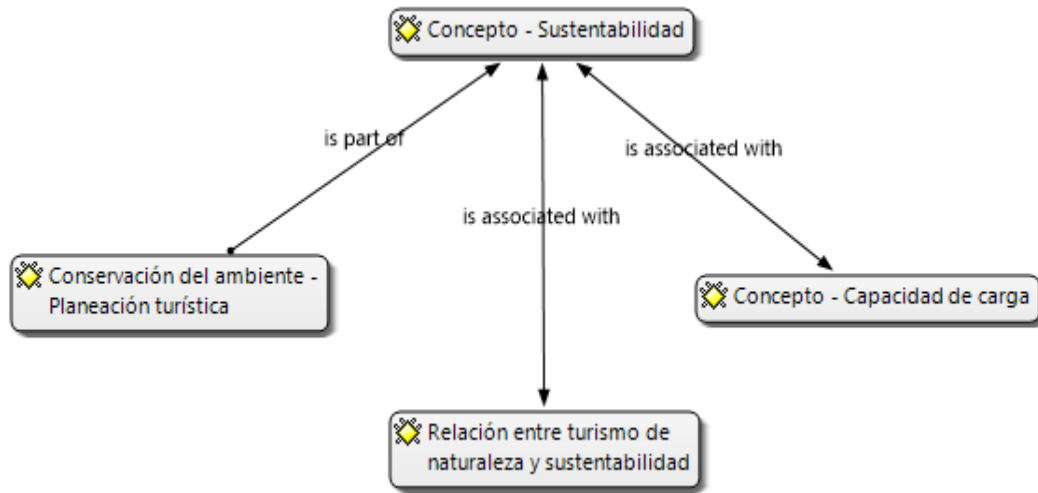 Concepto - Sustentabilidad
is part of
is associated with
is associated with
Conservación del ambiente -
Planeación turística
Concepto - Capacidad de carga
Relación entre turismo de
naturaleza y sustentabilidad